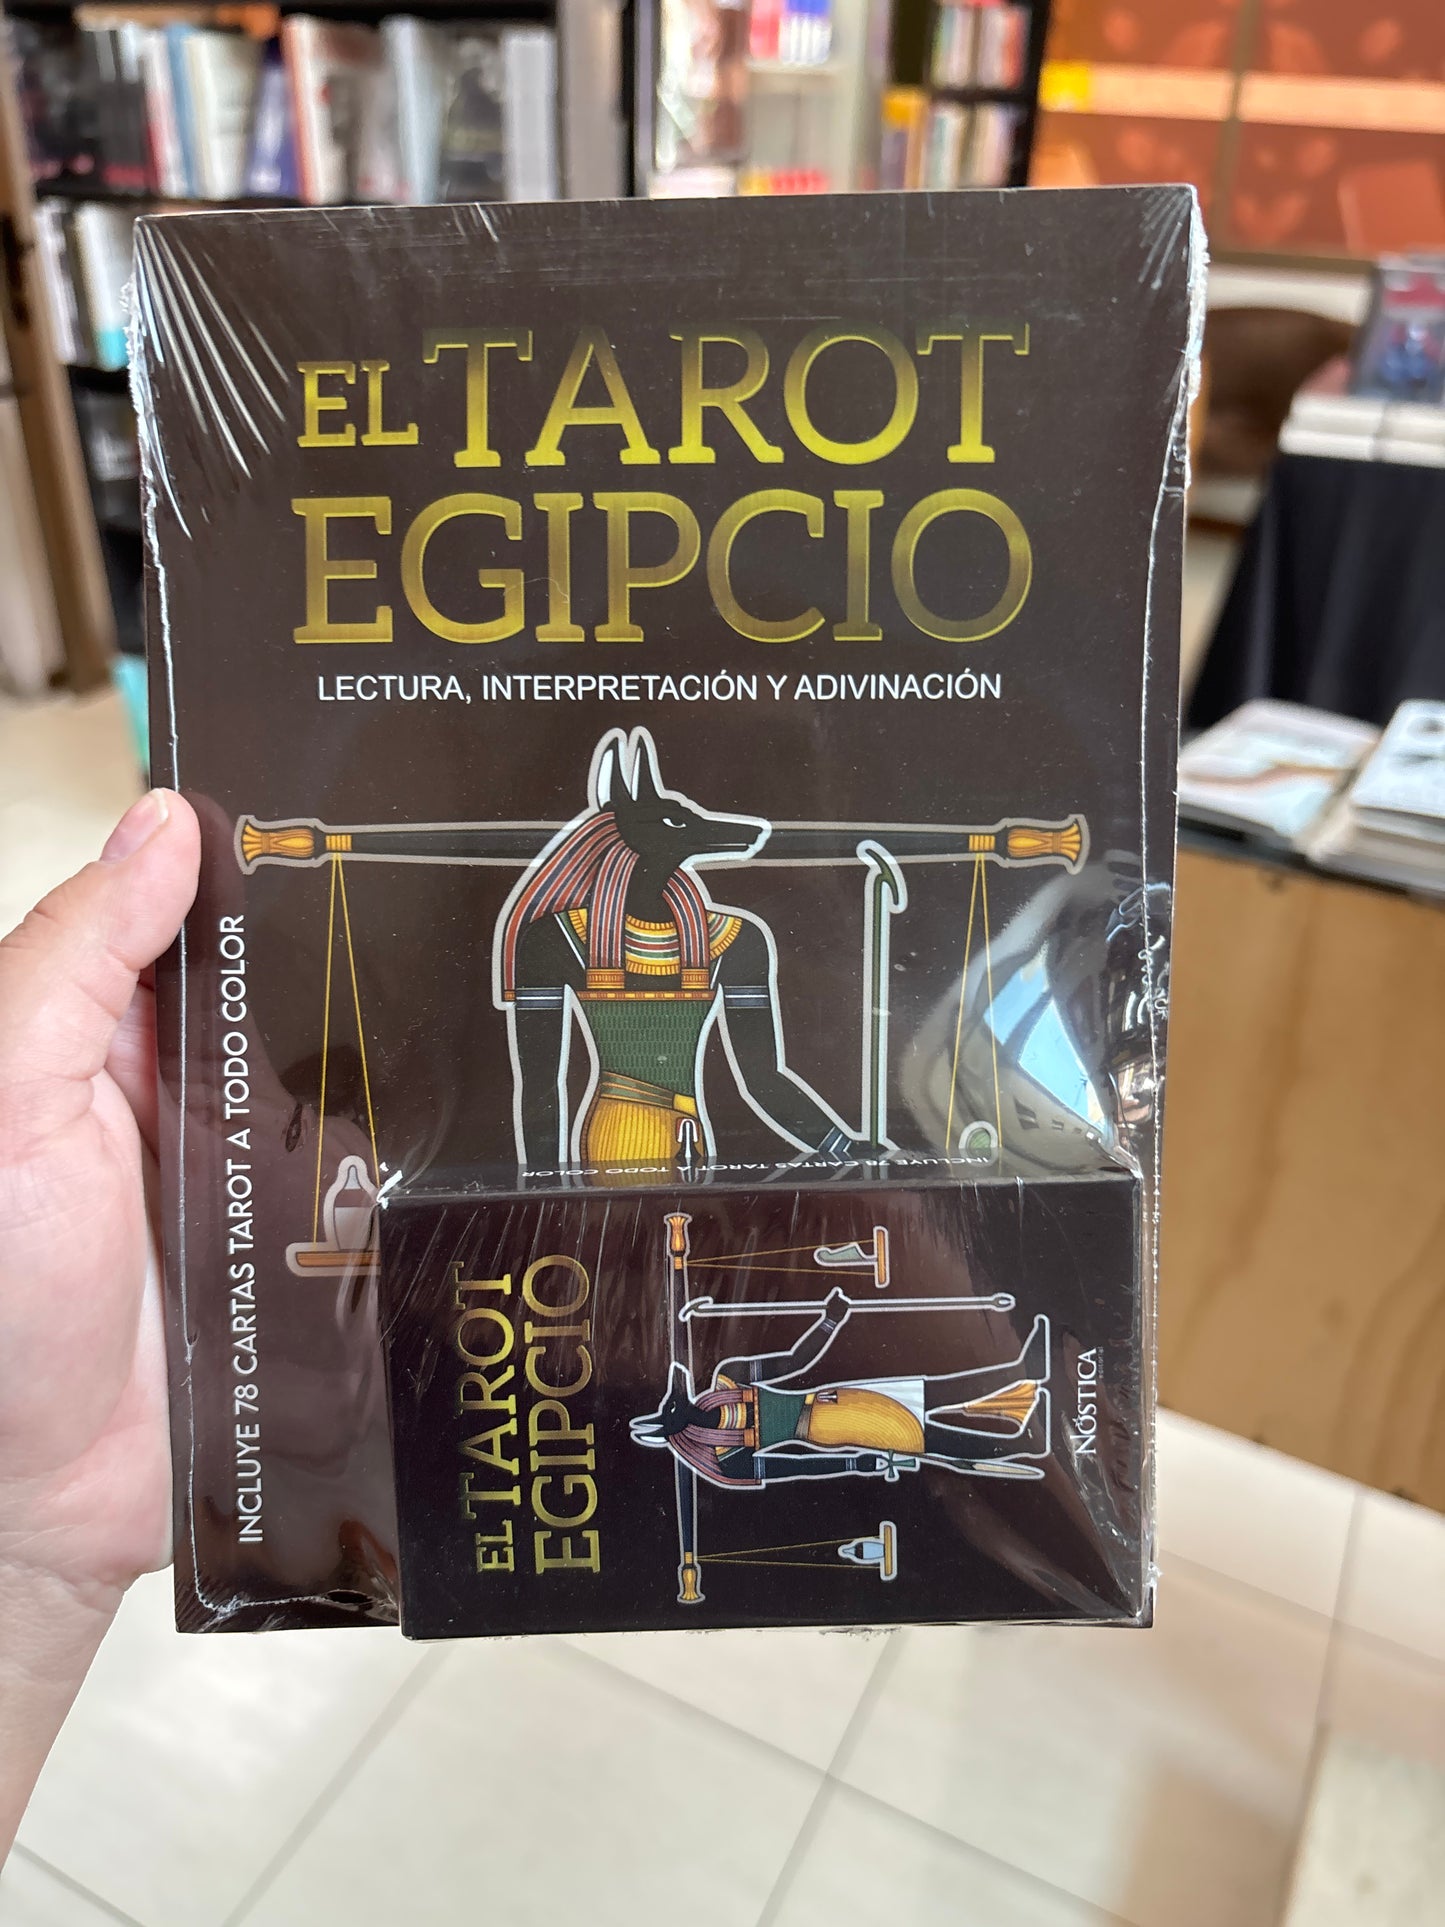 EL TAROT
EGIPCIO
LECTURA, INTERPRETACIÓN Y ADIVINACIÓN
INCLUYE 78 CARTAS TAROT A TODO COLOR
INCLUYE 78 CARTAS TAROT A TODO COLOR
EL TAROT
EGIPCIO
NÓSTICA